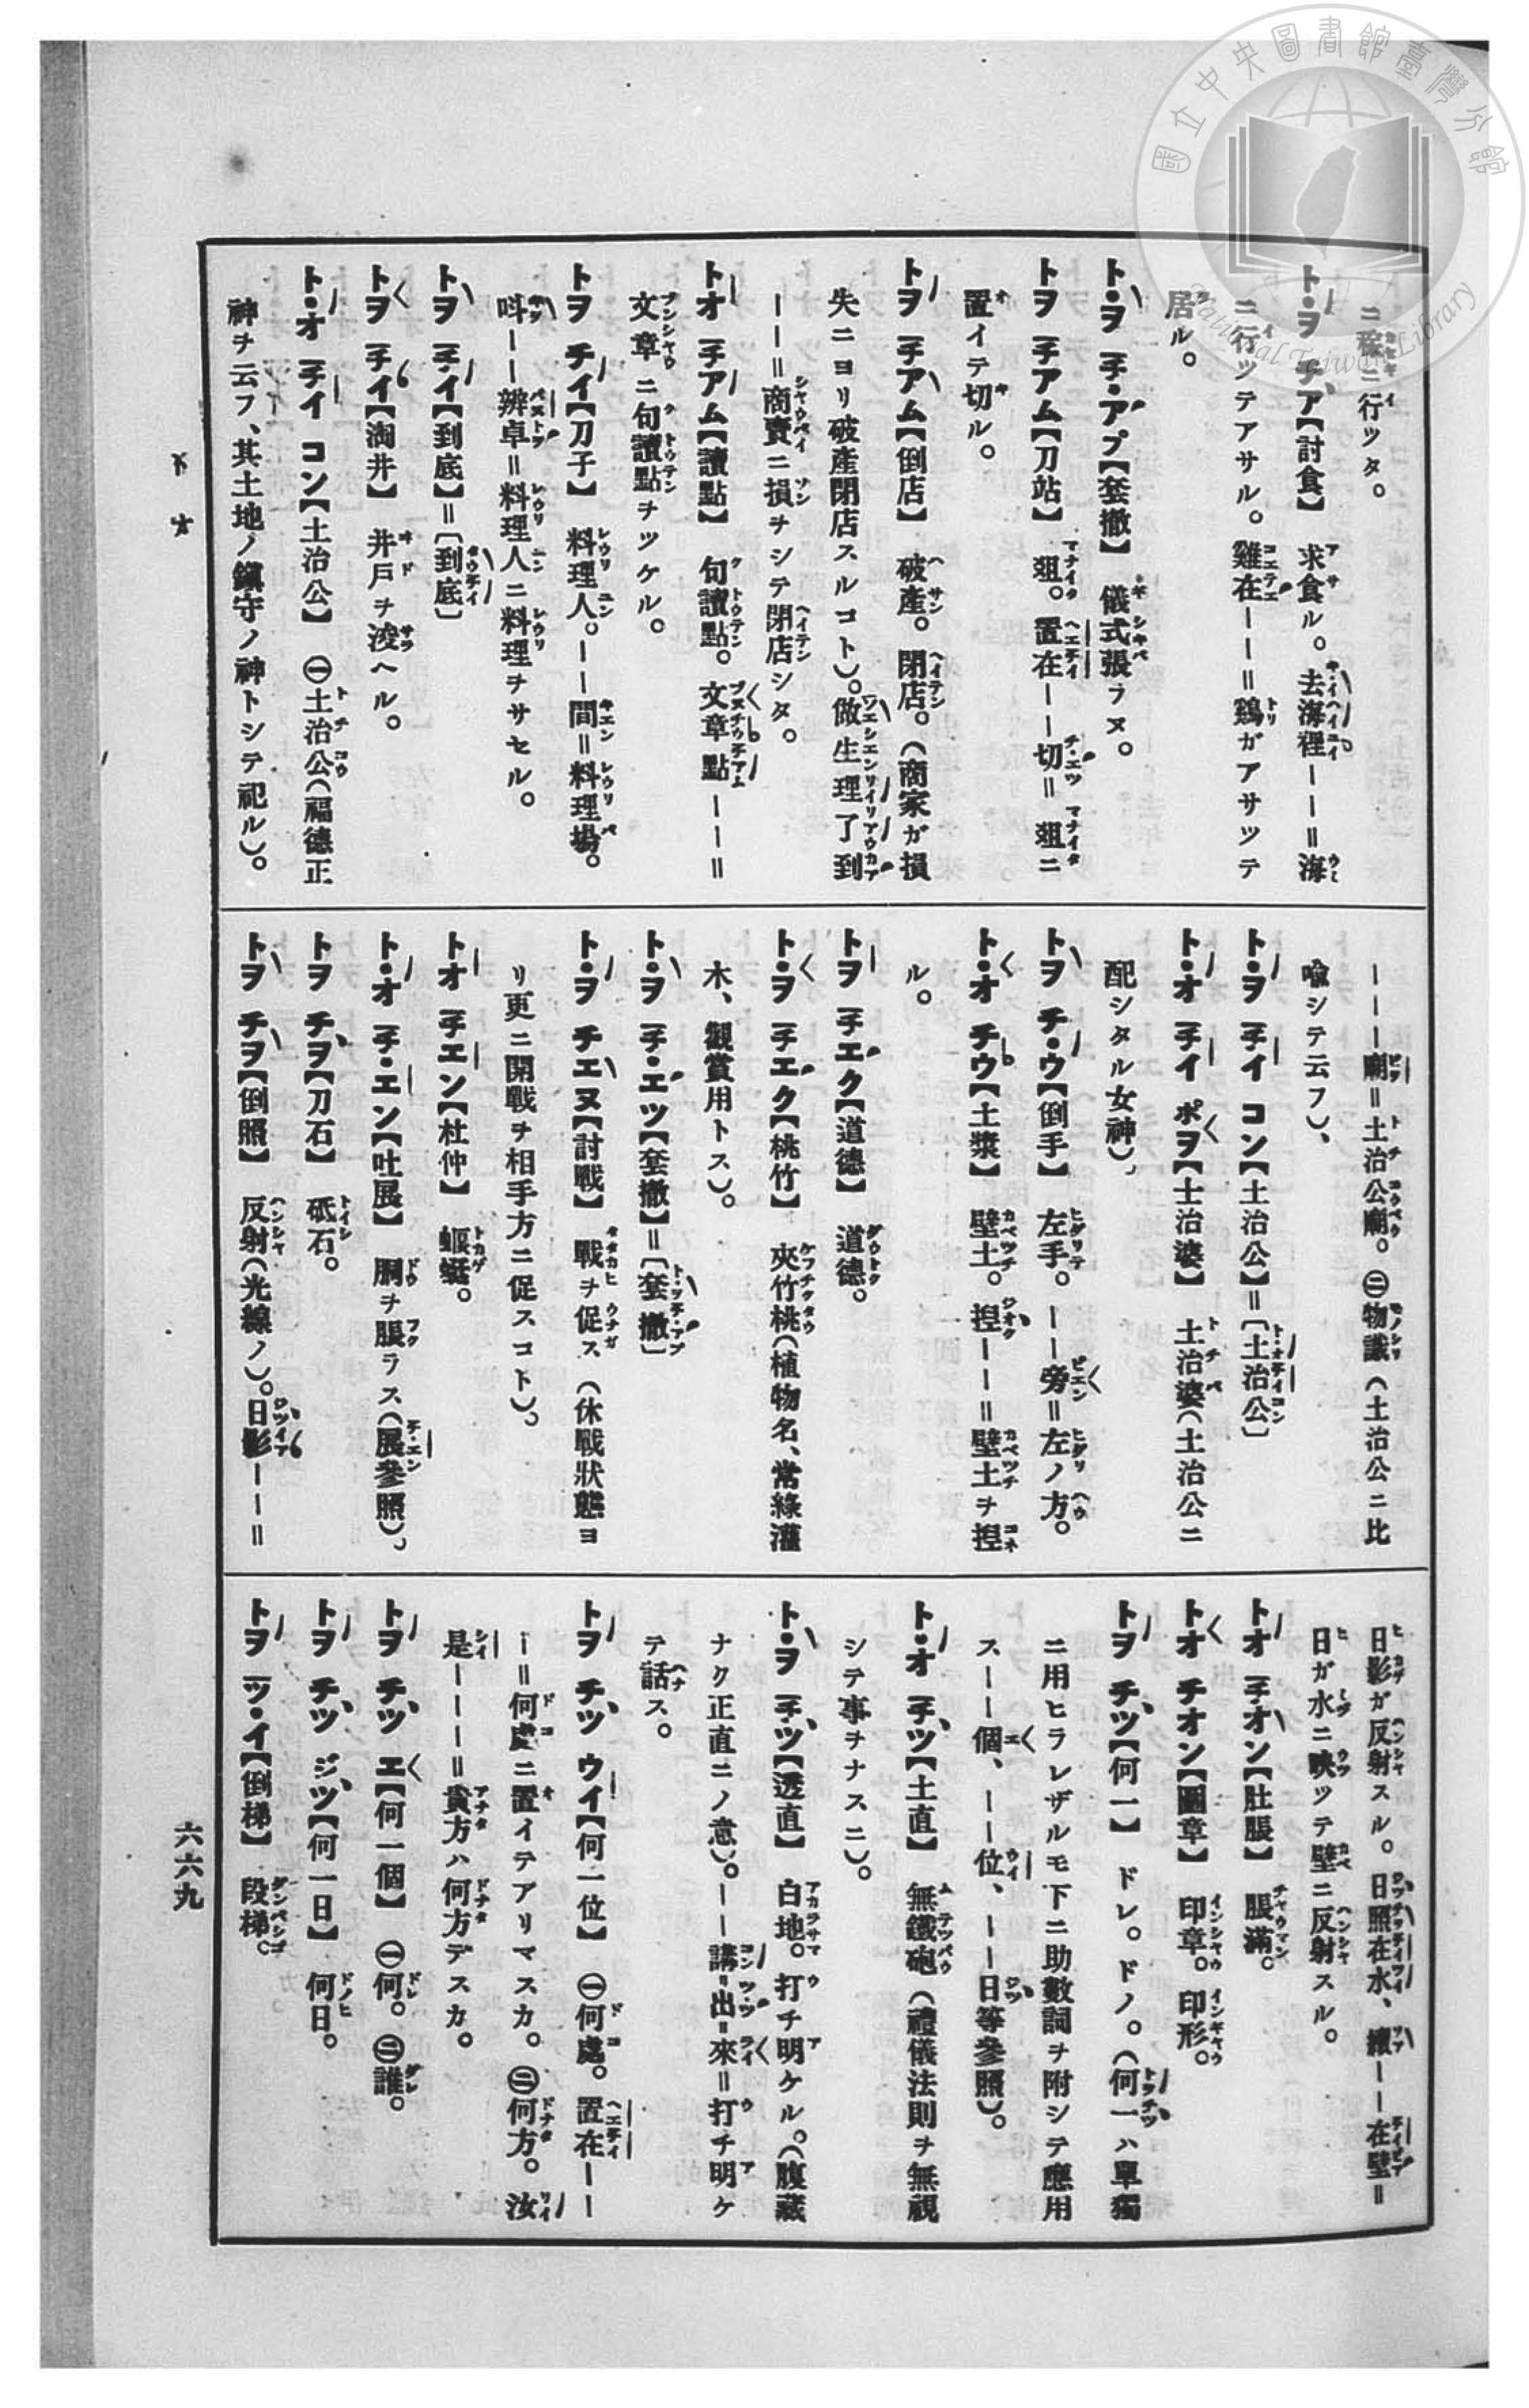 ニ稼ニ行ツタ。
ト・ヲ チア【討食】 求食ル。去海裡ーー＝海
ニ行ツテアサル。雞在ーー＝鷄ガアサツテ
居ル。
ト・ヲ チ・アプ【套撤】 儀式張ラヌ。
トヲ チアム【刀站】 爼。置在ーー切＝爼ニ
置イテ切ル。
トヲ チアム【倒店】 破產。閉店。（商家ガ損
失ニヨリ破產閉店スルコト）。做生理了到
ーー＝商賣ニ損ヲシテ閉店シタ。
トオ チアム【讀點】 句讀點。文章點ーー＝
文章ニ句讀點ヲツケル。
トヲ チイ【刀子】 料理人。ーー間＝料理場。
呌ーー辨卓＝料理人ニ料理ヲサセル。
トヲ チイ【到底】＝〔到底〕
トヲ チイ【淘井】 井戸ヲ浚ヘル。
ト・オ チイ コン【土治公】 ㊀土治公（福德正
神ヲ云フ、其土地ノ鎭守ノ神トシテ祀ル）。
ーーー廟＝土治公廟。㊁物識（土治公ニ比
喩シテ云フ）、
ト・ヲ チイ コン【土治公】＝〔土治公〕
ト・オ チイ ポヲ【土治婆】 土治婆（土治公ニ
配シタル女神）、
トヲ チ・ウ【倒手】 左手。ーー旁＝左ノ方。
ト・オ チウ【土漿】 壁土。揑ーー＝壁土ヲ揑
ル。
トヲ チエク【道德】 道德。
ト・ヲ チエク【桃竹】 夾竹桃（植物名、常綠灌
木、觀賞用トス）。
ト・ヲ チ・エツ【套撤】＝〔套撤〕
ト・ヲ チエヌ【討戰】 戰ヲ促ス（休戰狀態ヨ
リ更ニ開戰ヲ相手方ニ促スコト）。
トオ チエン【杜仲】 蝘蜓。
ト・オ チ・エン【吐展】 胴ヲ脹ラス（展參照）。
トヲ チヲ【刀石】 砥石。
トヲ チヲ【倒照】 反射（光線ノ）。日影ーー＝
日影ガ反射スル。日照在水、續ーー在壁＝
日ガ水ニ映ツテ壁ニ反射スル。
トオ チオン【肚脹】 脹滿。
トオ チオン【圖章】 印章。印形。
トヲ チツ【何一】 ドレ。ドノ。（何一ハ單獨
ニ用ヒラレザルモ下ニ助數詞ヲ附シテ應用
スーー個、ーー位、ーー日等參照）。
ト・オ チツ【土直】 無鐵砲（禮儀法則ヲ無視
シテ事ヲナスニ）。
ト・ヲ チツ【透直】 白地。打チ明ケル。（腹藏
ナク正直ニノ意）。ーー講＝出＝來＝打チ明ケ
テ話ス。
トヲ チツ ウイ【何一位】 ㊀何處。置在ーー
ー＝何處ニ置イテアリマスカ。㊁何方。汝
是ーーー＝貴方ハ何方デスカ。
トヲ チツ エ【何一個】 ㊀何。㊁誰。
トヲ チツ ジツ【何一日】 何日。
トヲ ツ・イ【倒梯】 段梯。
ト ヲ
六六九
國立中央圖書館臺灣分館
National Taiwan Library